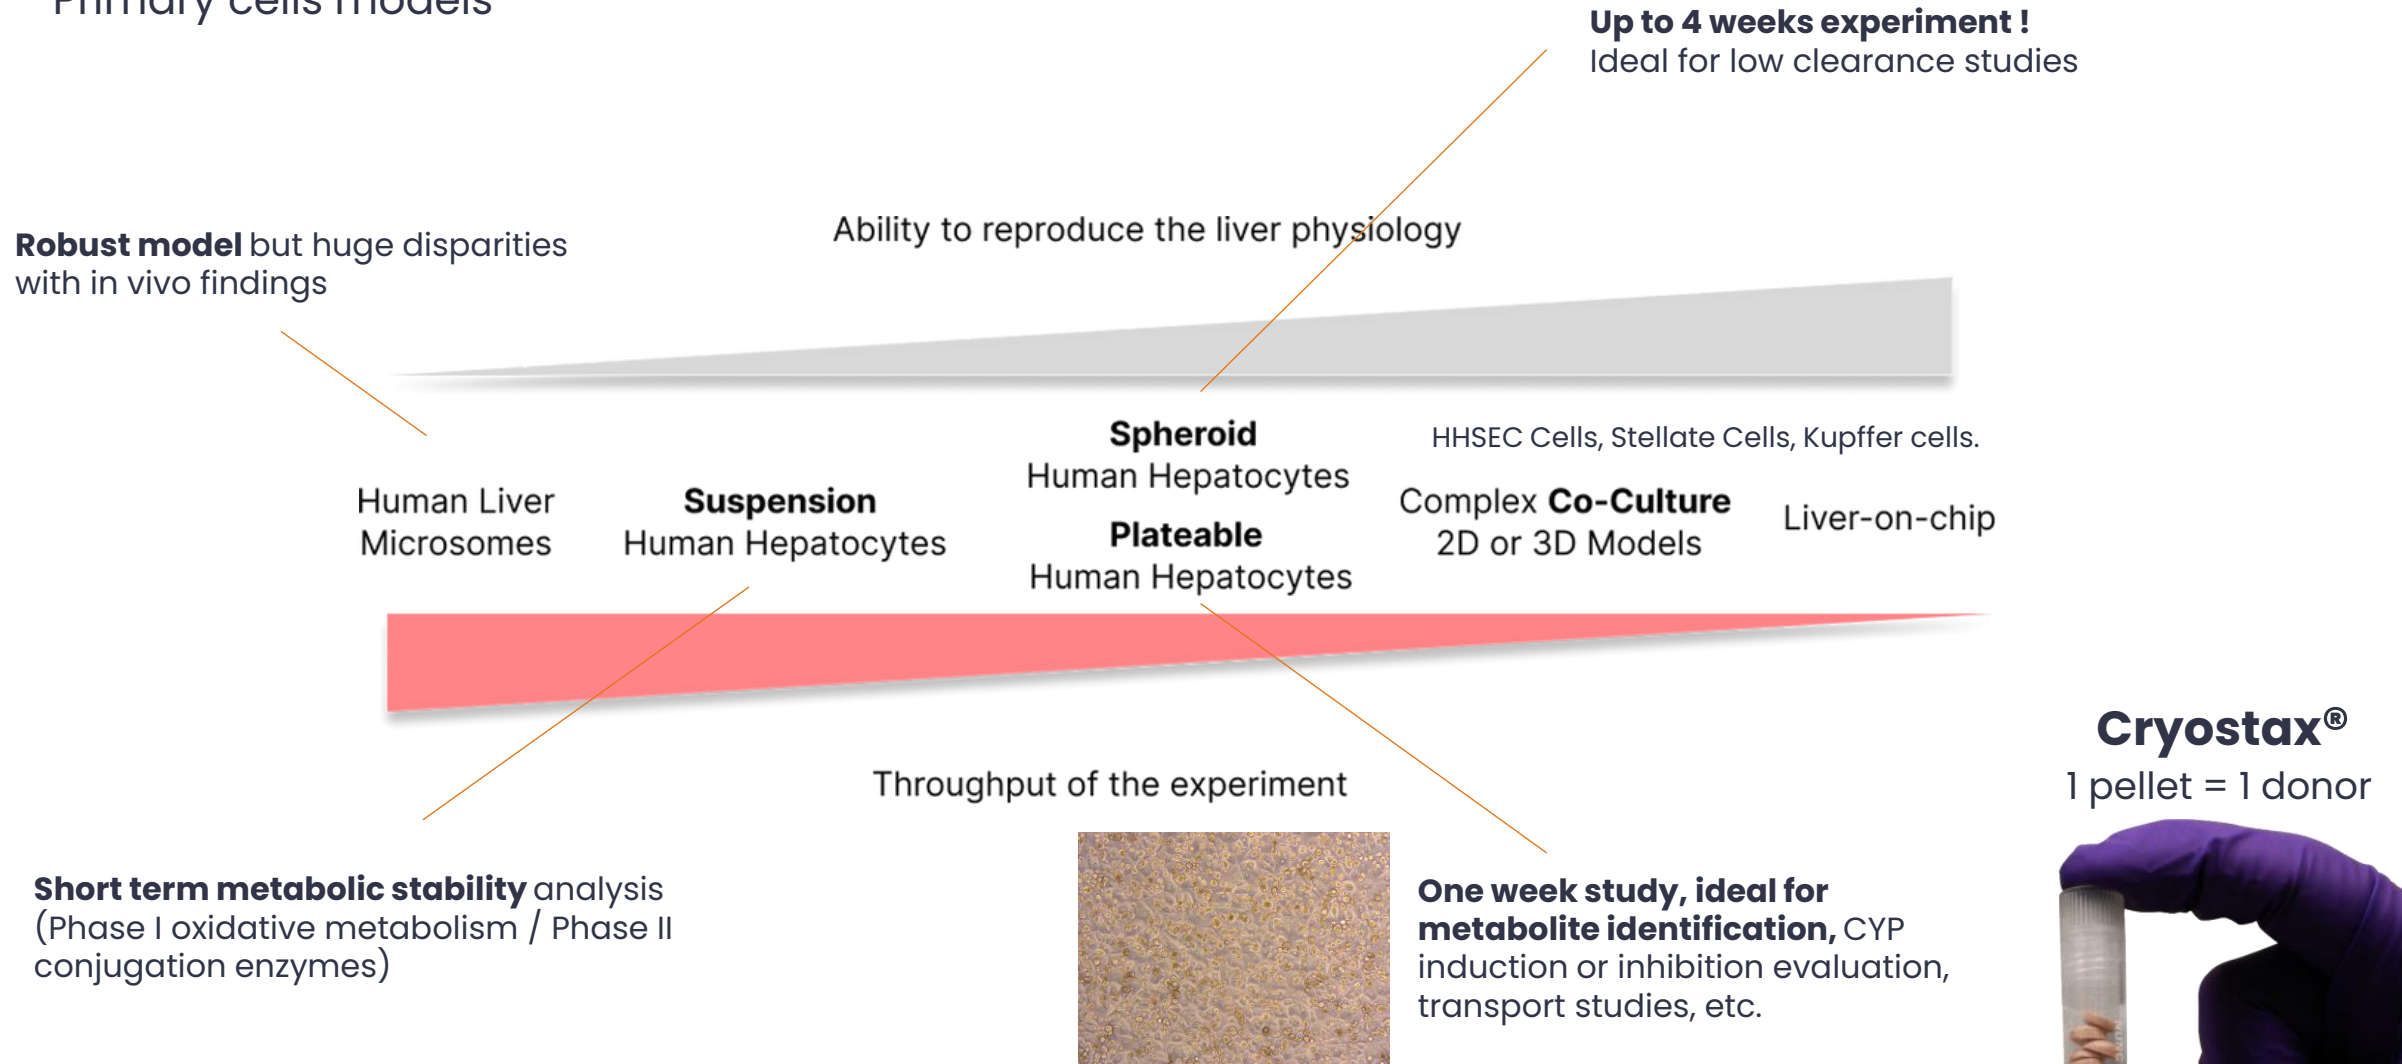 Primary cells models
Up to 4 weeks experiment !
Ideal for low clearance studies
Ability to reproduce the liver physiology
Robust model but huge disparities
with in vivo findings
Spheroid
Human Hepatocytes
HHSEC Cells, Stellate Cells, Kupffer cells.
Human Liver
Microsomes
Suspension
Human Hepatocytes
Plateable
Human Hepatocytes
Complex Co-Culture
2D or 3D Models
Liver-on-chip
Throughput of the experiment
Cryostax®
1 pellet = 1 donor
Short term metabolic stability analysis
(Phase I oxidative metabolism / Phase II
conjugation enzymes)
One week study, ideal for
metabolite identification, CYP
induction or inhibition evaluation,
transport studies, etc.